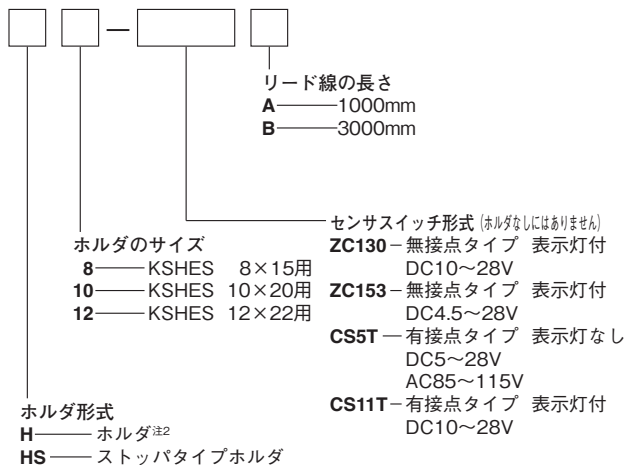 リード線の長さ
A 1000mm
B 3000mm
センサスイッチ形式(ホルダなしにはありません)
ZC130-無接点タイプ 表示灯付
DC10〜28V
ZC153-無接点タイプ 表示灯付
DC4.5〜28V
CS5T-有接点タイプ 表示灯なし
DC5〜28V
AC85〜115V
CS11T-有接点タイプ 表示灯付
DC10〜28V
ホルダのサイズ
8 KSHES 8×15用
10 KSHES 10×20用
12 KSHES 12×22用
ホルダ形式
H ホルダ注2
HS ストッパタイプホルダ